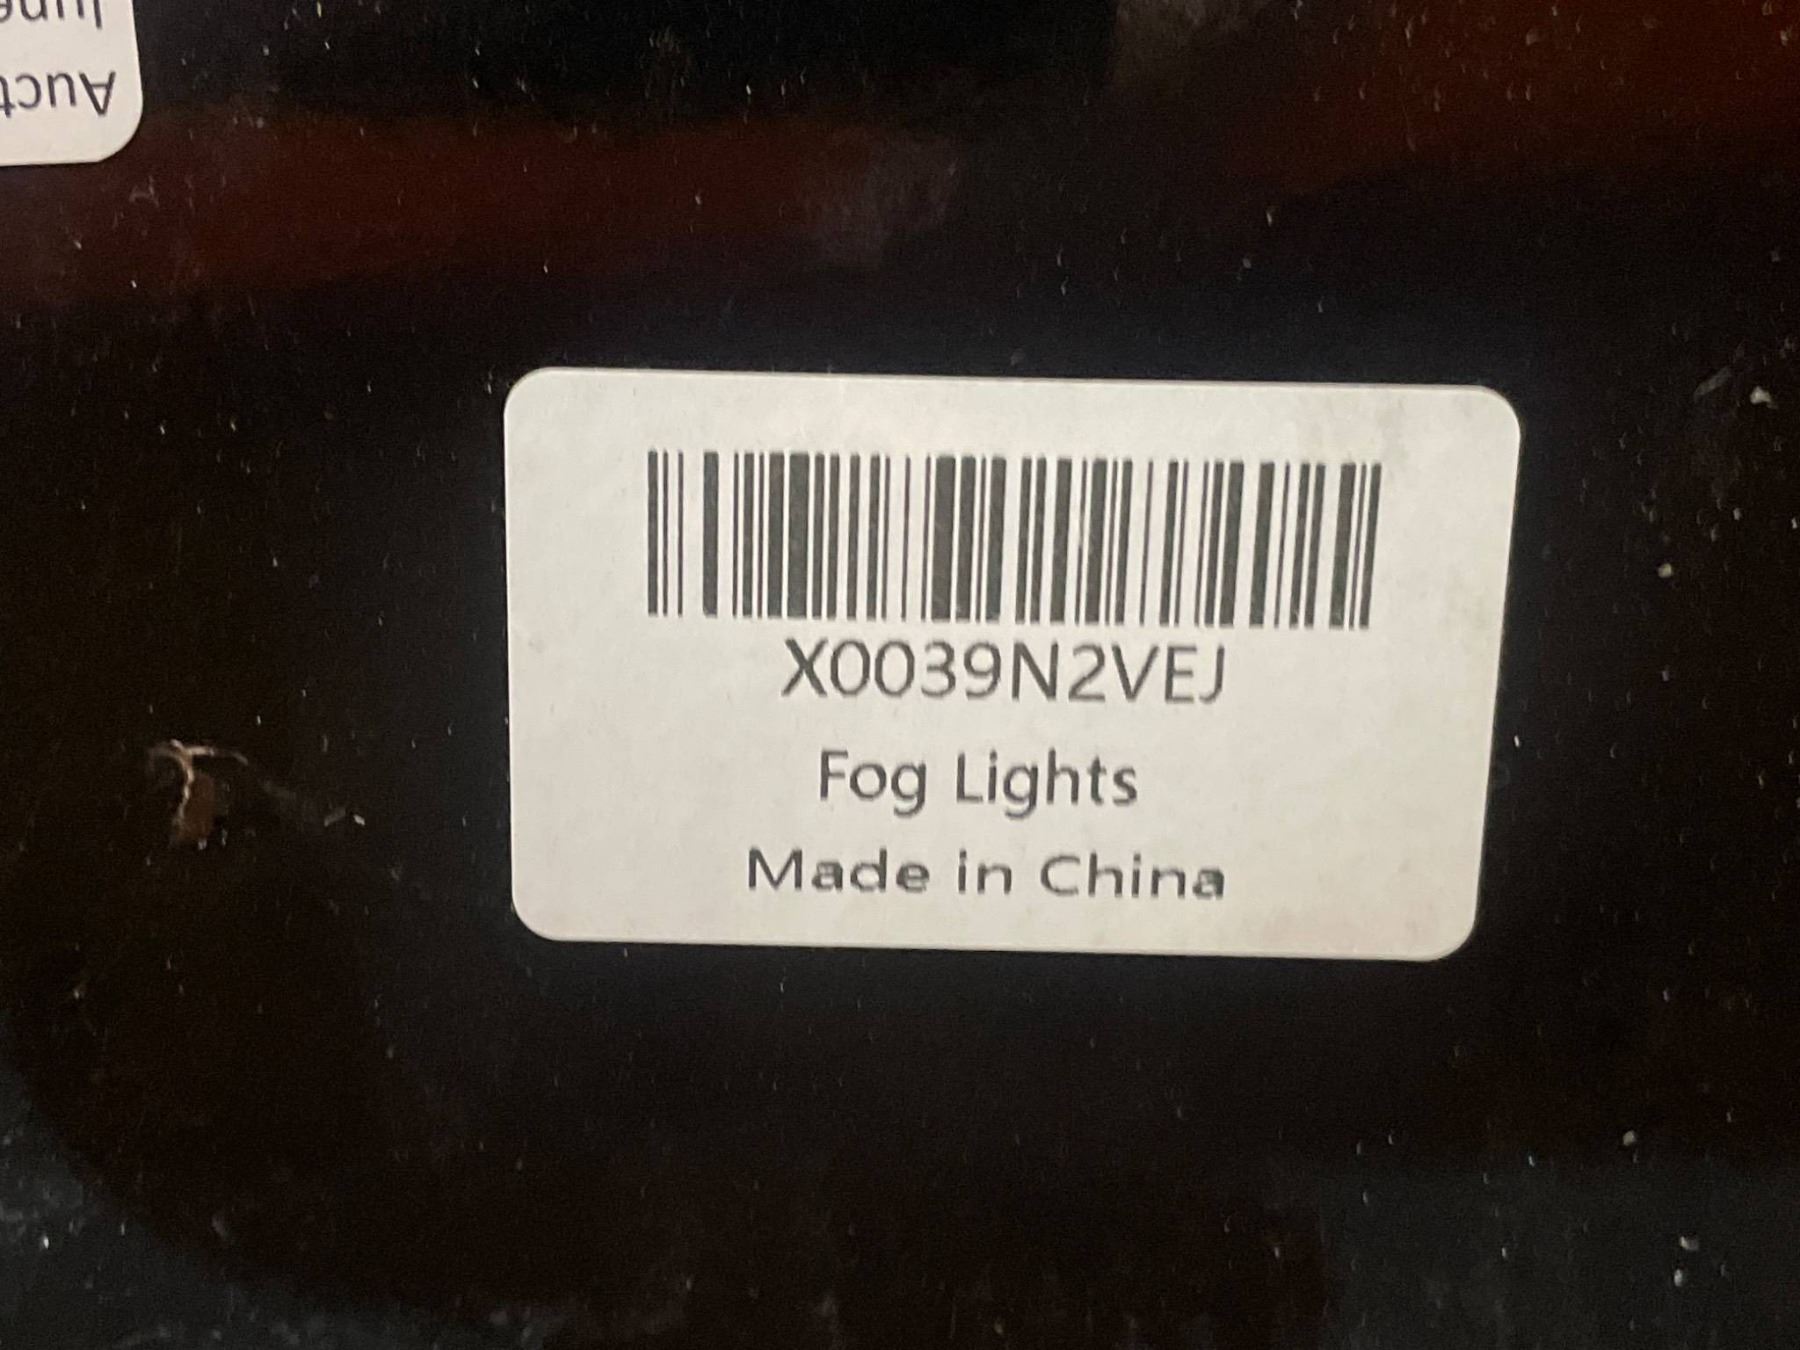 X0039N2VEJ
Fog Lights
Made in China